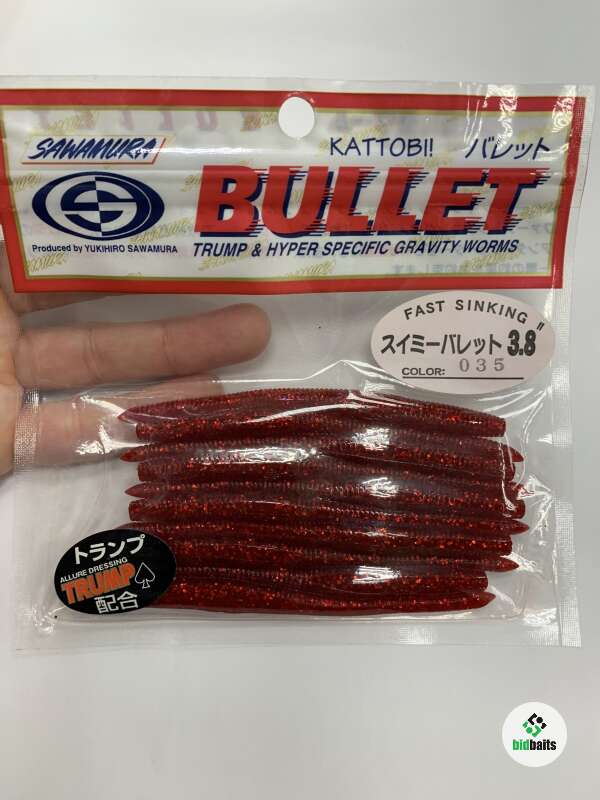 SAWAMURA
KATTOBI! バレット
BULLET
Produced by YUKIHIRO SAWAMURA
TRUMP & HYPER SPECIFIC GRAVITY WORMS
FAST SINKING
スイミーバレット 3.8"
COLOR: 035
トランプ
ALLURE DRESSING
TRUMP
配合
bidbaits